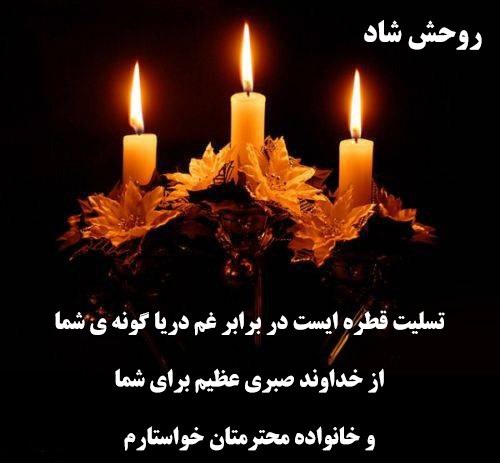 روحش شاد
تسلیت قطره ایست در برابر غم دریا گونه ی شما
از خداوند صبری عظیم برای شما
و خانواده محترمتان خواستارم